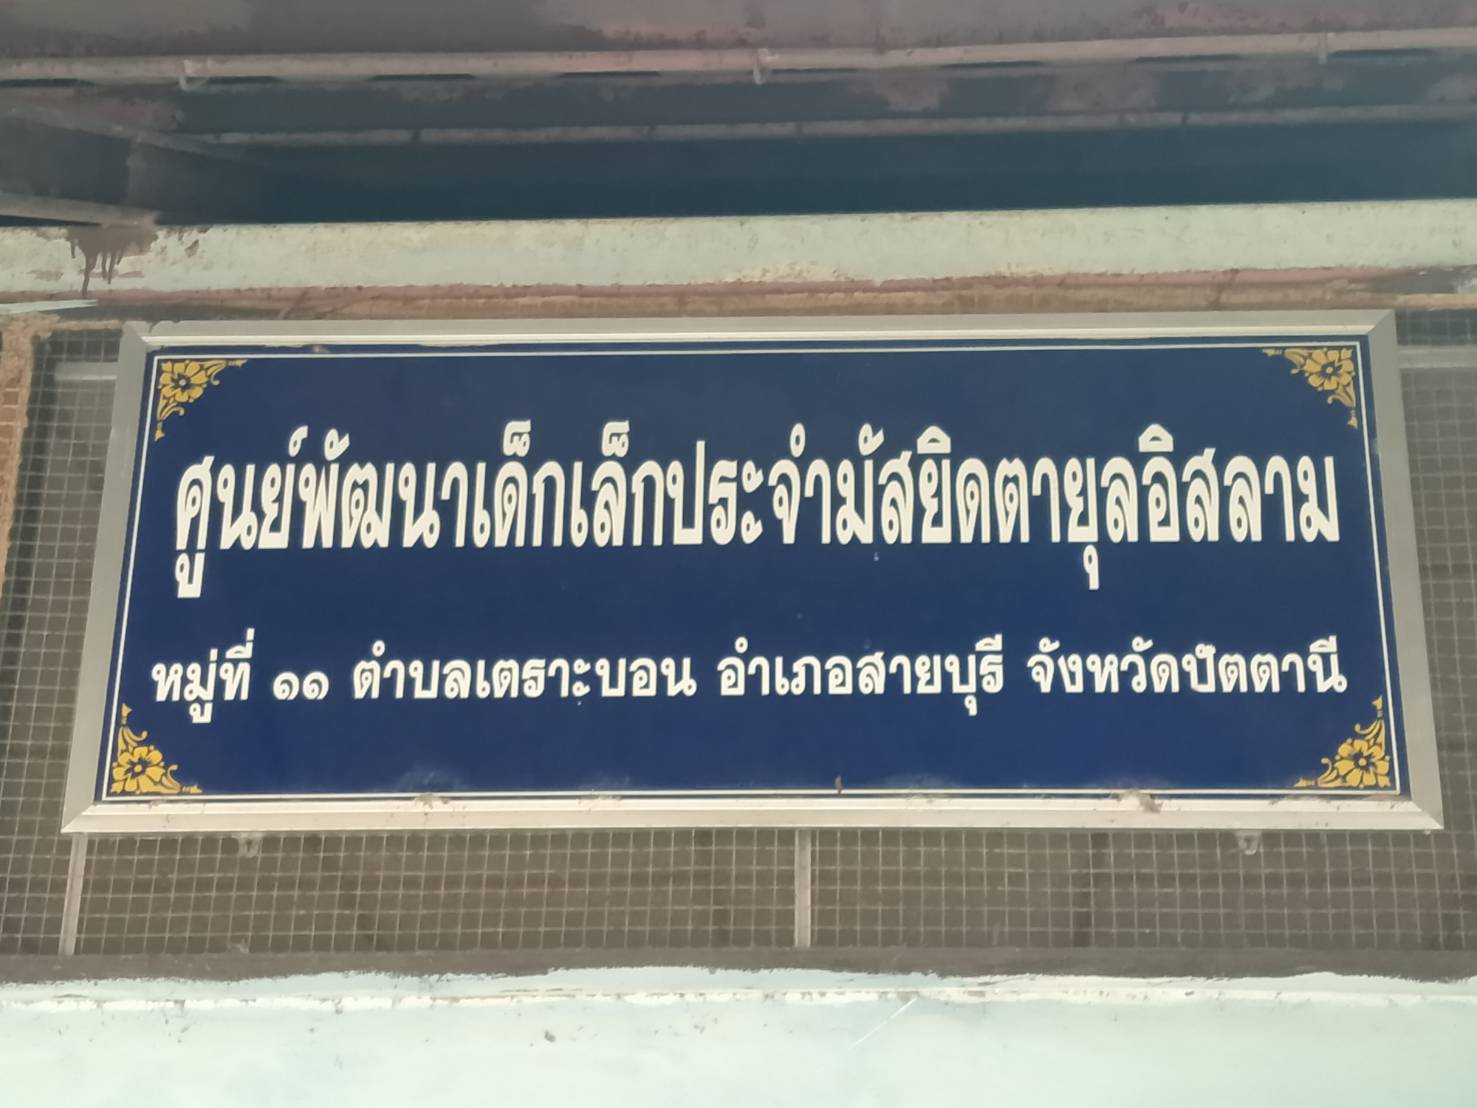 ศูนย์พัฒนาเด็กเล็กประจำมัสยิดตายุลอิสลาม
หมู่ที่ ๑๑ ตำบลเตราะบอน อำเภอสายบุรี จังหวัดปัตตานี